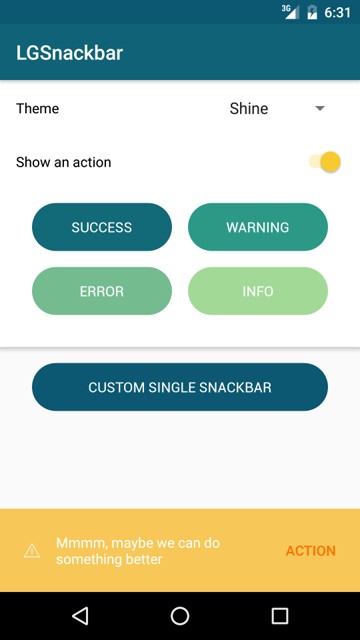 3G 6:31
LGSnackbar
Theme Shine
Show an action
SUCCESS WARNING
ERROR INFO
CUSTOM SINGLE SNACKBAR
Mmmm, maybe we can do
something better
ACTION